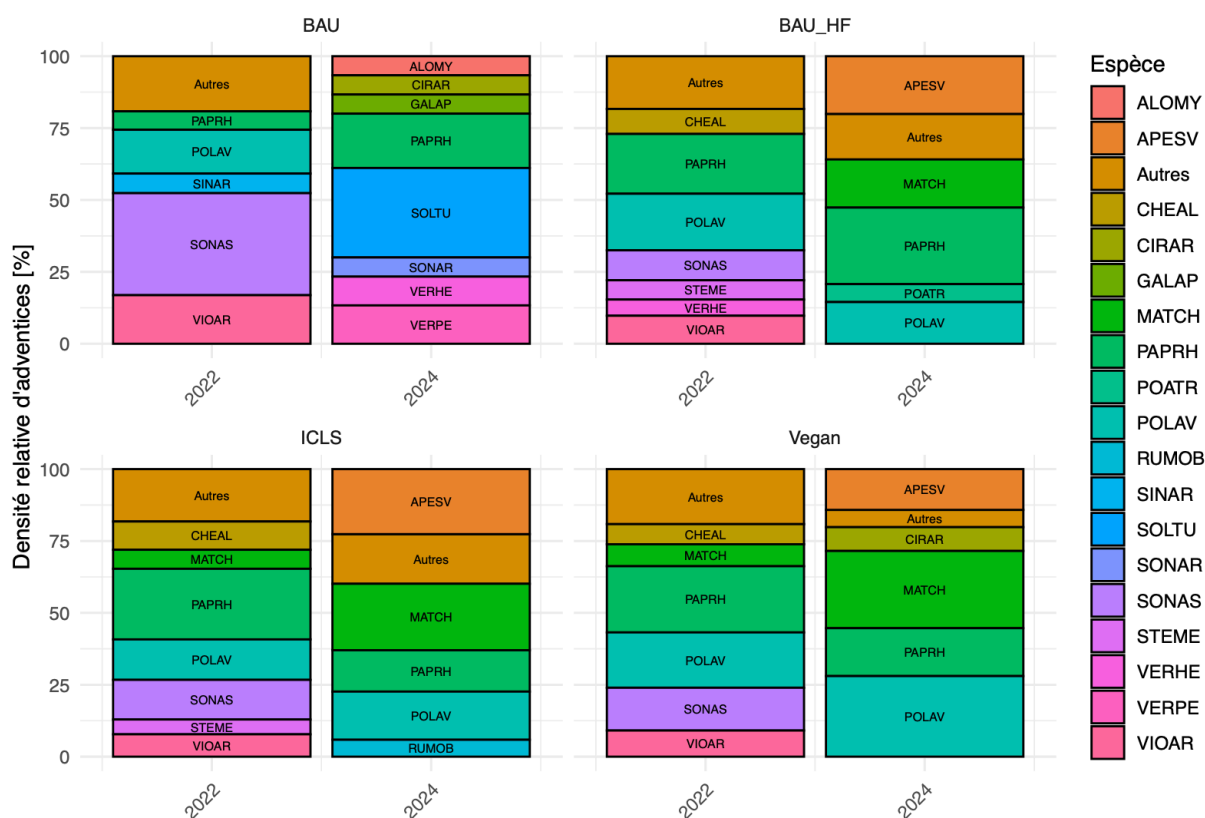 BAU
BAU_HF
Densité relative d'adventices [%]
100
75
50
25
0
Autres
PAPRH
POLAV
SINAR
SONAS
VIOAR
ALOMY
CIRAR
GALAP
PAPRH
SOLTU
SONAR
VERHE
VERPE
2022
2024
Autres
CHEAL
PAPRH
POLAV
SONAS
STEME
VERHE
VIOAR
APESV
Autres
MATCH
PAPRH
POATR
POLAV
2022
2024
ICLS
Vegan
100
75
50
25
0
Autres
CHEAL
MATCH
PAPRH
POLAV
SONAS
STEME
VIOAR
APESV
Autres
MATCH
PAPRH
POLAV
RUMOB
2022
2024
Autres
CHEAL
MATCH
PAPRH
POLAV
SONAS
VIOAR
APESV
Autres
CIRAR
MATCH
PAPRH
POLAV
2022
2024
Espèce
ALOMY
APESV
Autres
CHEAL
CIRAR
GALAP
MATCH
PAPRH
POATR
POLAV
RUMOB
SINAR
SOLTU
SONAR
SONAS
STEME
VERHE
VERPE
VIOAR